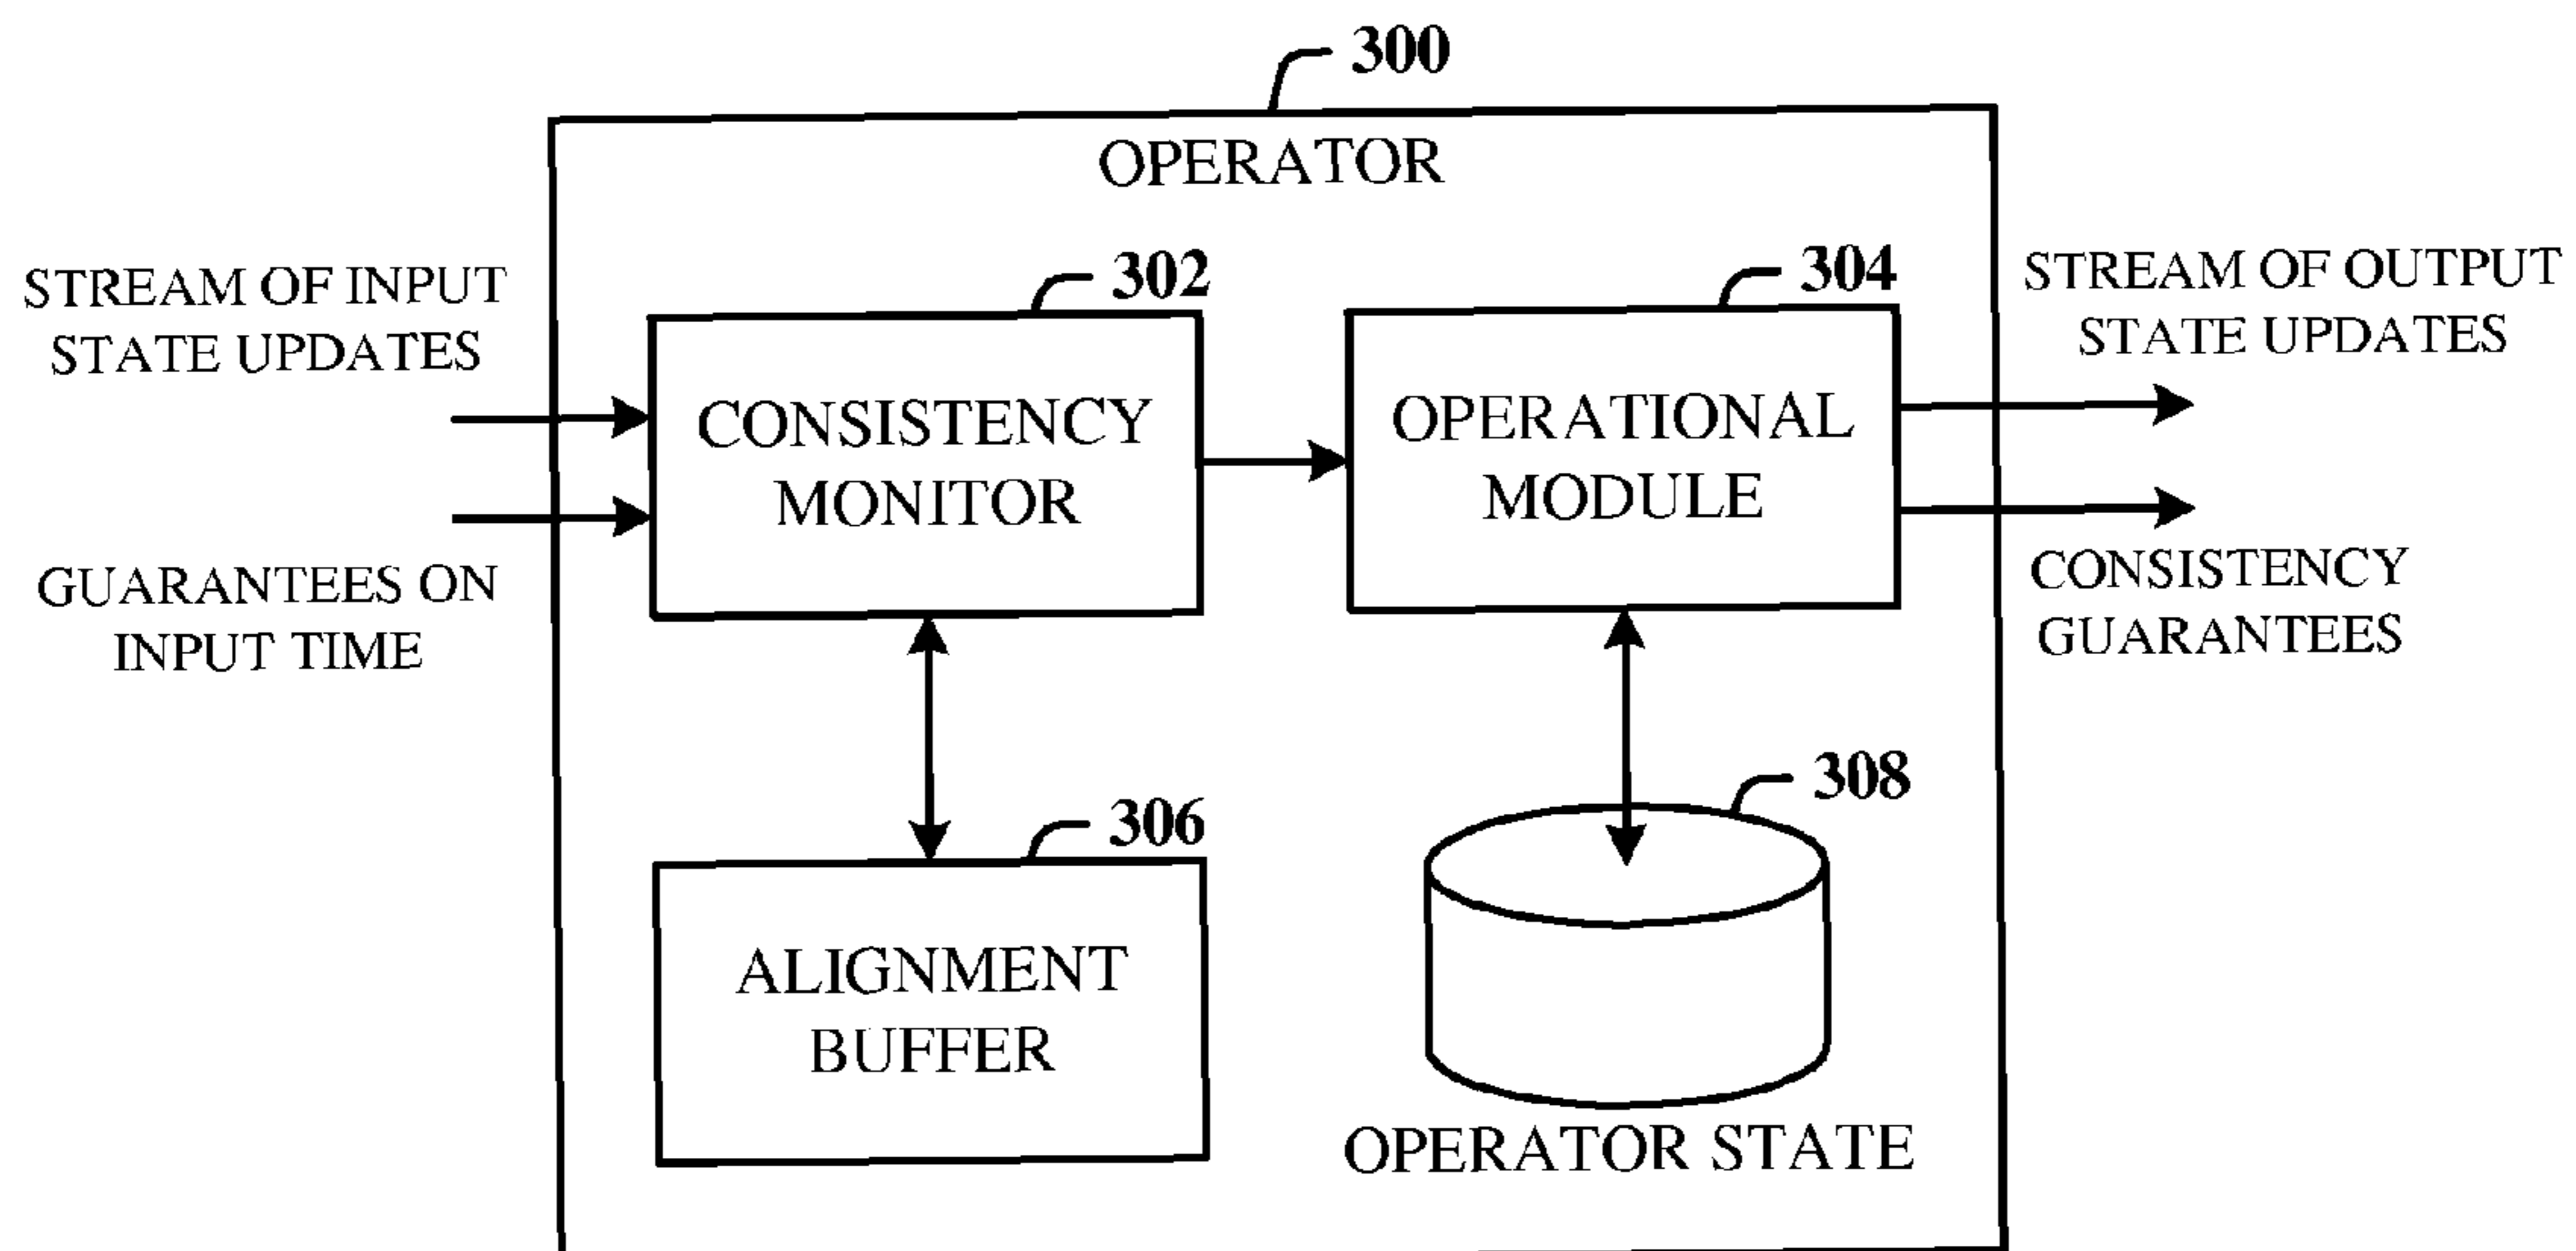 300
OPERATOR
STREAM OF INPUT
STATE UPDATES
302
304
STREAM OF OUTPUT
STATE UPDATES
CONSISTENCY
MONITOR
OPERATIONAL
MODULE
GUARANTEES ON
INPUT TIME
CONSISTENCY
GUARANTEES
306
308
ALIGNMENT
BUFFER
OPERATOR STATE